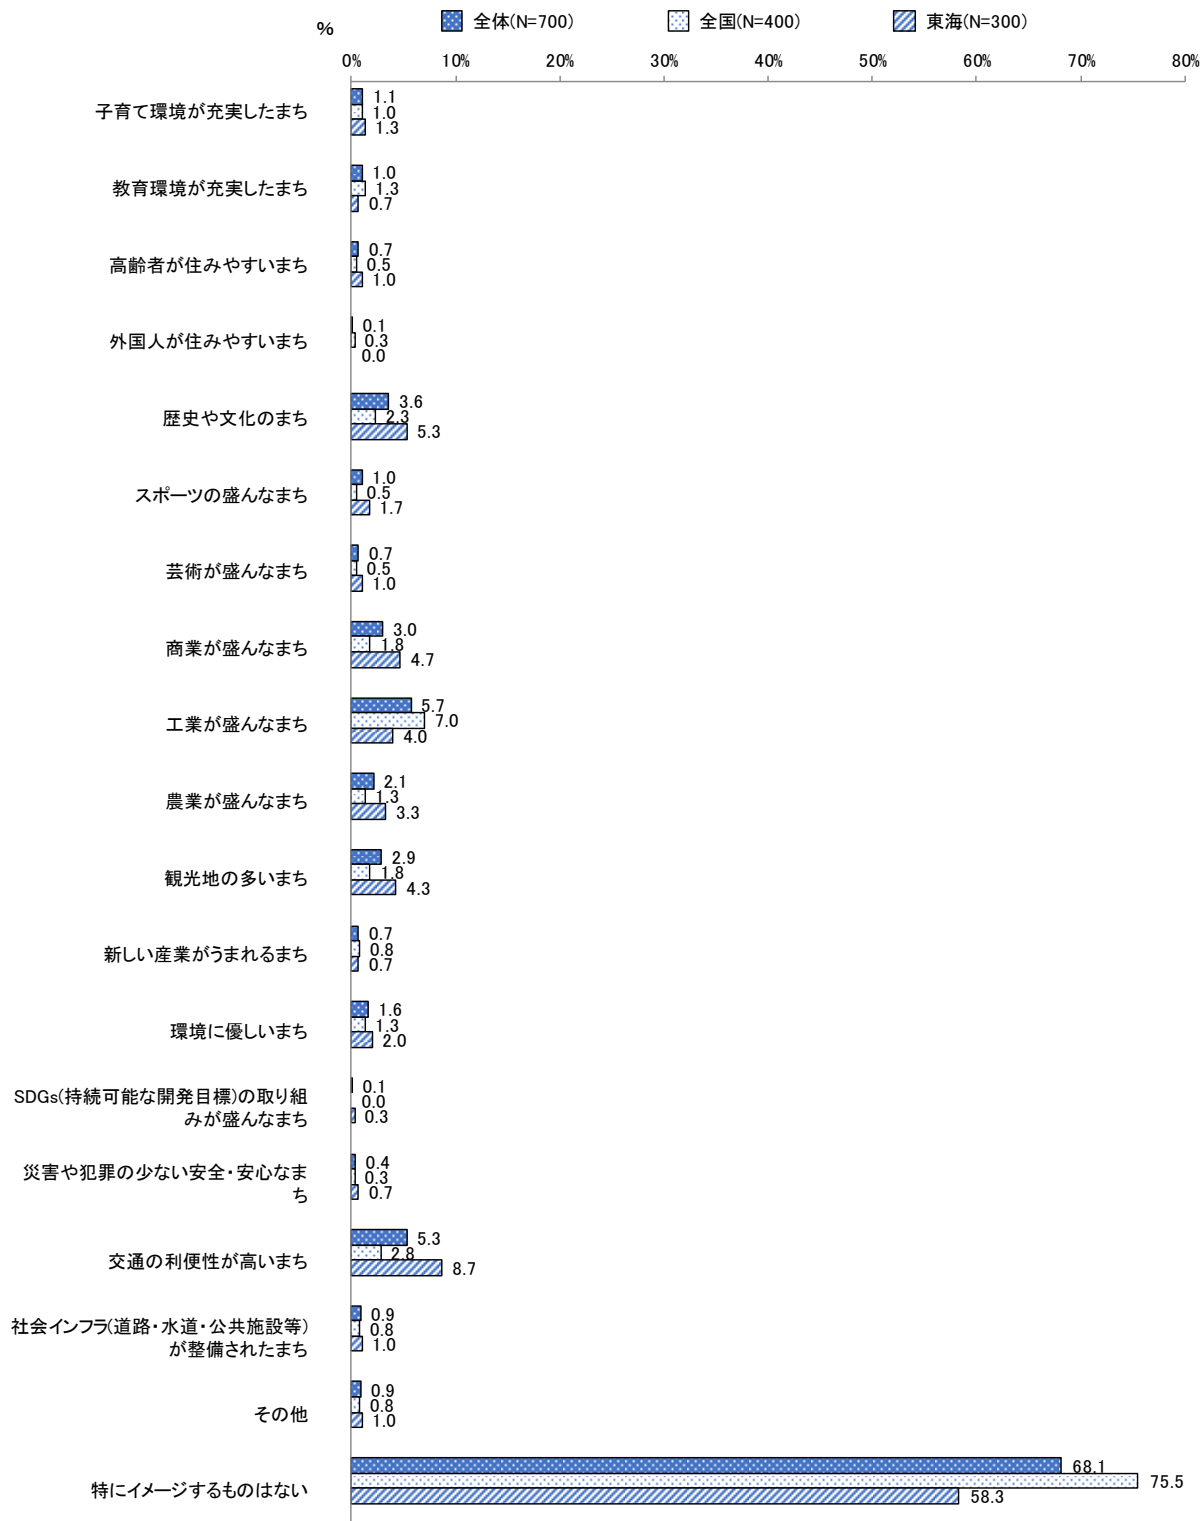 %
全体(N=700)
全国(N=400)
東海(N=300)
0%
10%
20%
30%
40%
50%
60%
70%
80%
子育て環境が充実したまち
1.1
1.0
1.3
教育環境が充実したまち
1.0
1.3
0.7
高齢者が住みやすいまち
0.7
0.5
1.0
外国人が住みやすいまち
0.1
0.3
0.0
歴史や文化のまち
3.6
2.3
5.3
スポーツの盛んなまち
1.0
0.5
1.7
芸術が盛んなまち
0.7
0.5
1.0
商業が盛んなまち
3.0
1.8
4.7
工業が盛んなまち
5.7
7.0
4.0
農業が盛んなまち
2.1
1.3
3.3
観光地の多いまち
2.9
1.8
4.3
新しい産業がうまれるまち
0.7
0.8
0.7
環境に優しいまち
1.6
1.3
2.0
SDGs(持続可能な開発目標)の取り組
みが盛んなまち
0.1
0.0
0.3
災害や犯罪の少ない安全・安心なま
ち
0.4
0.3
0.7
交通の利便性が高いまち
5.3
2.8
8.7
社会インフラ(道路・水道・公共施設等)
が整備されたまち
0.9
0.8
1.0
その他
0.9
0.8
1.0
特にイメージするものはない
68.1
75.5
58.3